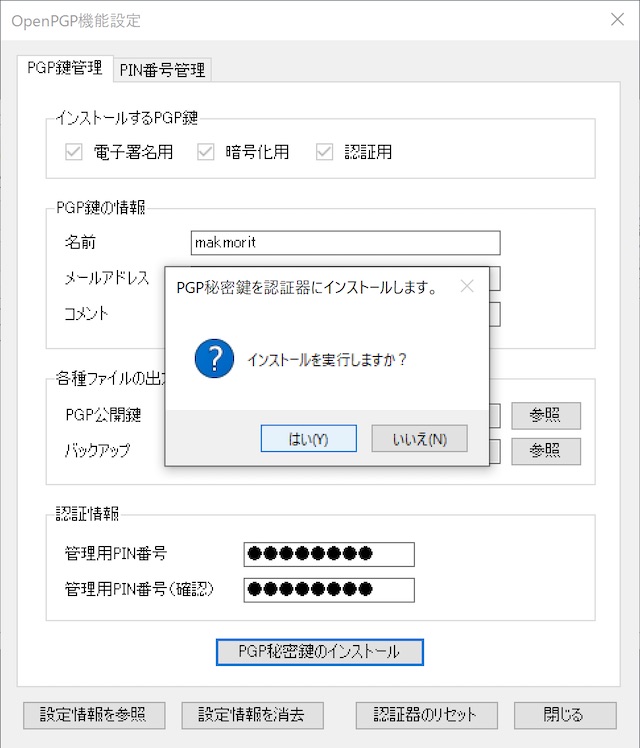 OpenPGP機能設定
PGP鍵管理 PIN番号管理
インストールするPGP鍵
電子署名用 暗号化用 認証用
PGP鍵の情報
名前 makmorit
メールアドレス
コメント
PGP秘密鍵を認証器にインストールします。
? インストールを実行しますか？
はい(Y) いいえ(N)
各種ファイルの出
PGP公開鍵 参照
バックアップ 参照
認証情報
管理用PIN番号 ●●●●●●●●
管理用PIN番号(確認) ●●●●●●●●
PGP秘密鍵のインストール
設定情報を参照 設定情報を消去 認証器のリセット 閉じる